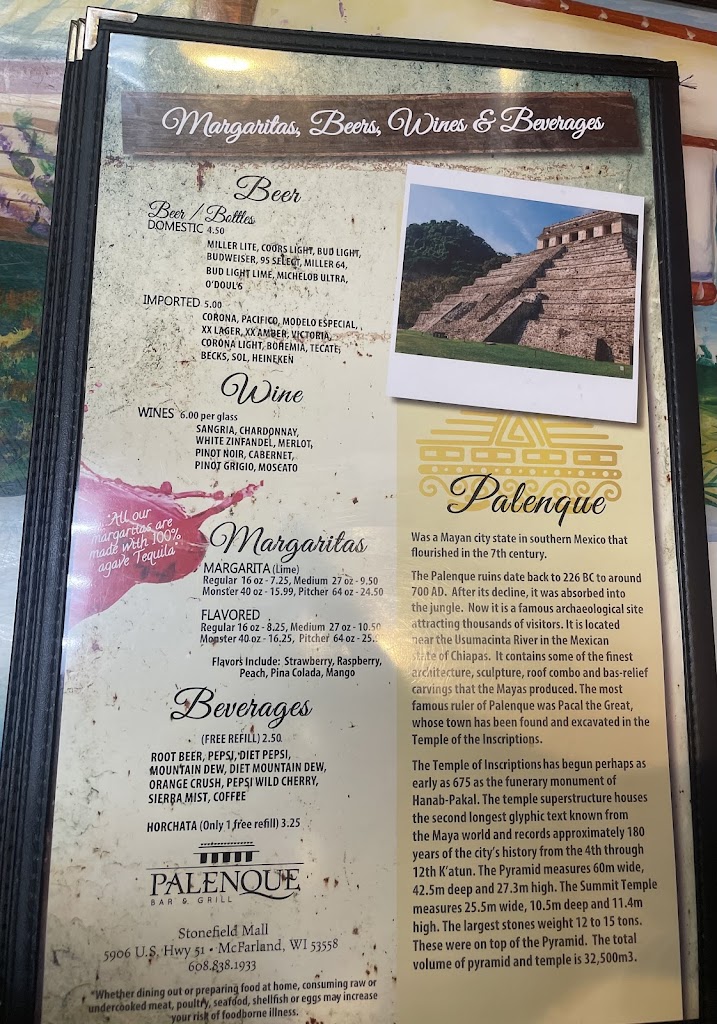 Margaritas, Beers, Wines & Beverages
Beer
Beer / Bottles
DOMESTIC 4.50
MILLER LITE, COORS LIGHT, BUD LIGHT,
BUDWEISER, 95 SELECT, MILLER 64,
BUD LIGHT LIME, MICHELOB ULTRA,
O'DOUL'S
IMPORTED 5.00
CORONA, PACIFICO, MODELO ESPECIAL,
XX LAGER, XX AMBER, VICTORIA,
CORONA LIGHT, BOHEMIA, TECATE,
BECKS, SOL, HEINEKEN
Wine
WINES 6.00 per glass
SANGRIA, CHARDONNAY,
WHITE ZINFANDEL, MERLOT,
PINOT NOIR, CABERNET,
PINOT GRIGIO, MOSCATO
"All our
margaritas are
made with 100%
agave Tequila"
Margaritas
MARGARITA (Lime)
Regular 16 oz - 7.25, Medium 27 oz - 9.50
Monster 40 oz - 15.99, Pitcher 64 oz - 24.50
FLAVORED
Regular 16 oz - 8.25, Medium 27 oz - 10.50
Monster 40 oz - 16.25, Pitcher 64 oz -
Flavors Include: Strawberry, Raspberry,
Peach, Pina Colada, Mango
Beverages
(FREE REFILL) 2.50
ROOT BEER, PEPSI, DIET PEPSI,
MOUNTAIN DEW, DIET MOUNTAIN DEW,
ORANGE CRUSH, PEPSI WILD CHERRY,
SIERRA MIST, COFFEE
HORCHATA (Only 1 free refill) 3.25
PALENQUE
BAR & GRILL
Stonefield Mall
5906 U.S. Hwy 51 • McFarland, WI 53558
608.838.1933
*Whether dining out or preparing food at home, consuming raw or
undercooked meat, poultry, seafood, shellfish or eggs may increase
your risk of foodborne illness.
Palenque
Was a Mayan city state in southern Mexico that
flourished in the 7th century.
The Palenque ruins date back to 226 BC to around
700 AD. After its decline, it was absorbed into
the jungle. Now it is a famous archaeological site
attracting thousands of visitors. It is located
near the Usumacinta River in the Mexican
state of Chiapas. It contains some of the finest
architecture, sculpture, roof combo and bas-relief
carvings that the Mayas produced. The most
famous ruler of Palenque was Pacal the Great,
whose town has been found and excavated in the
Temple of the Inscriptions.
The Temple of Inscriptions has begun perhaps as
early as 675 as the funerary monument of
Hanab-Pakal. The temple superstructure houses
the second longest glyphic text known from
the Maya world and records approximately 180
years of the city's history from the 4th through
12th K'atun. The Pyramid measures 60m wide,
42.5m deep and 27.3m high. The Summit Temple
measures 25.5m wide, 10.5m deep and 11.4m
high. The largest stones weight 12 to 15 tons.
These were on top of the Pyramid. The total
volume of pyramid and temple is 32,500m3.